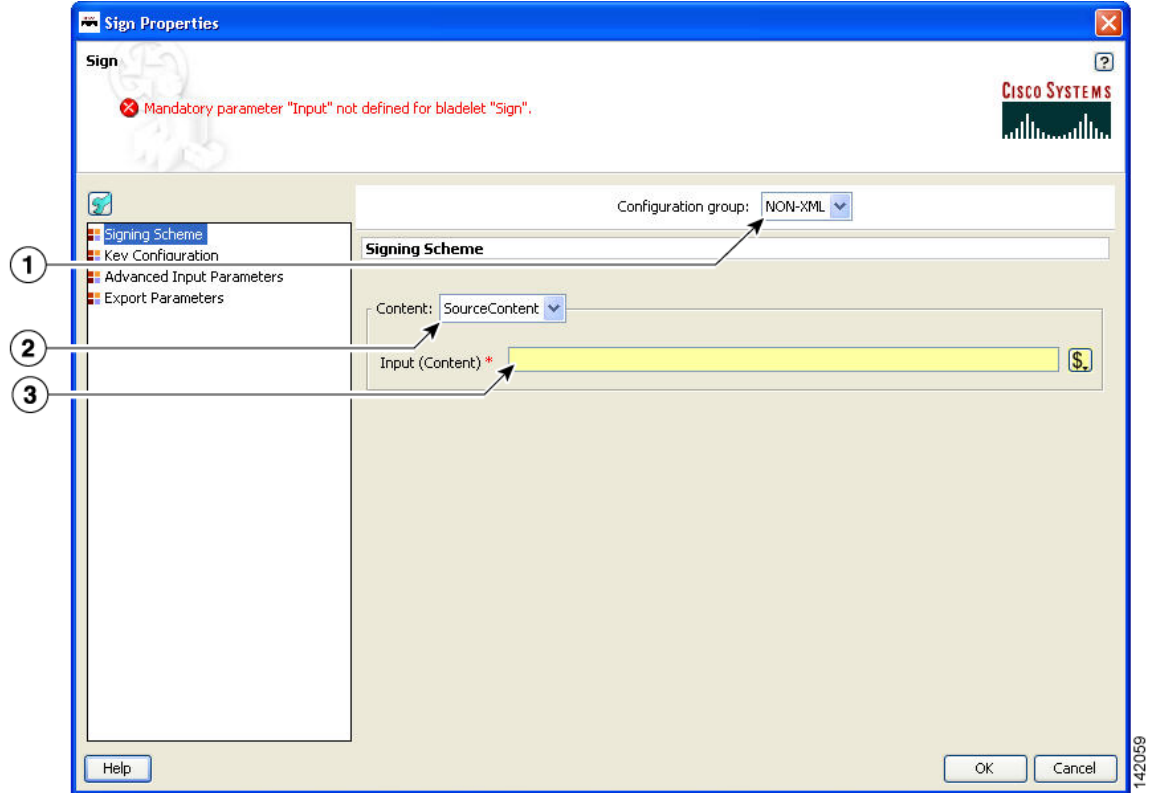 Sign Properties
Sign
Mandatory parameter "Input" not defined for bladelet "Sign".
CISCO SYSTEMS
Configuration group: NON-XML
Signing Scheme
Key Configuration
Advanced Input Parameters
Export Parameters
Signing Scheme
Content: SourceContent
Input (Content) *
$
1
2
3
Help
OK
Cancel
142059